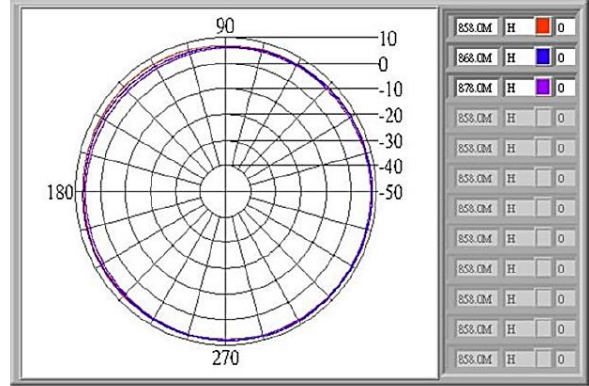 90
10
0
-10
-20
-30
-40
180
-50
270
858.0M H 0
868.0M H 0
878.0M H 0
858.0M H 0
858.0M H 0
858.0M H 0
858.0M H 0
858.0M H 0
858.0M H 0
858.0M H 0
858.0M H 0
858.0M H 0